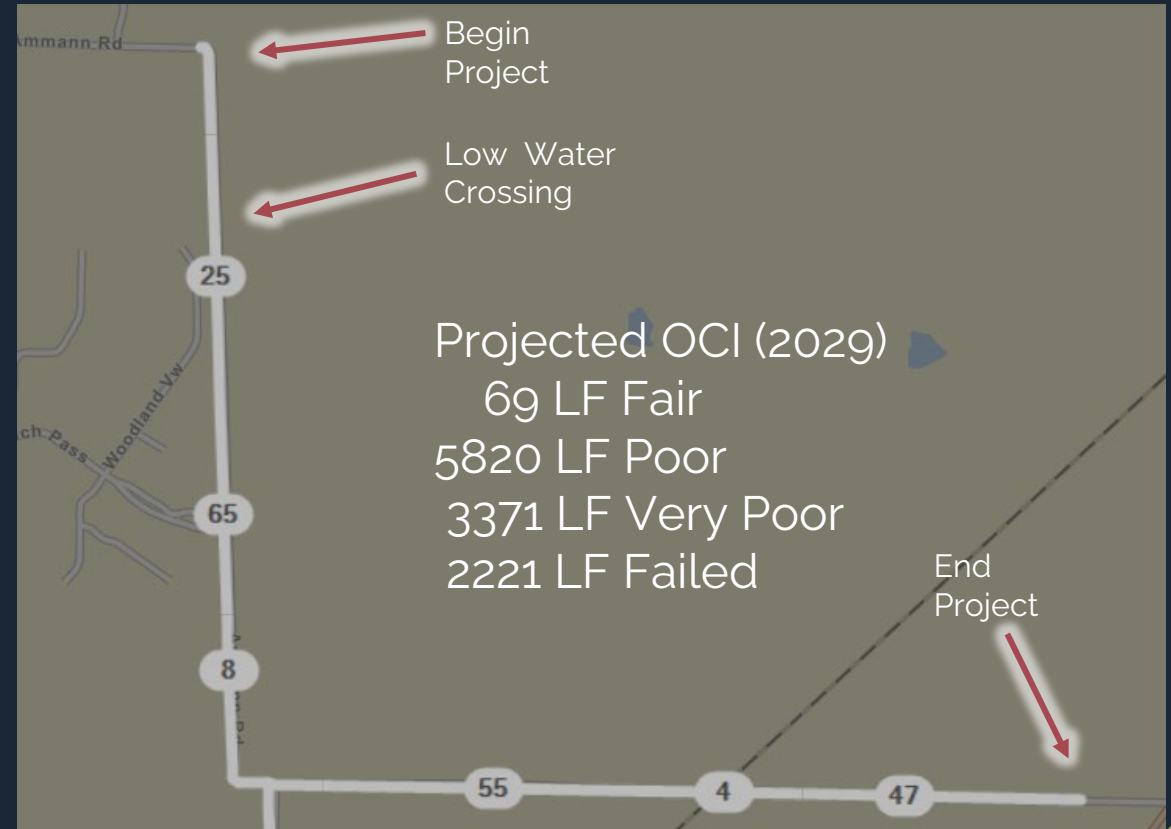 Begin
Project
Ammann Rd
Low Water
Crossing
25
Projected OCI (2029)
69 LF Fair
5820 LF Poor
3371 LF Very Poor
2221 LF Failed
Woodland Vw
Pass
65
End
Project
8
55
4
47